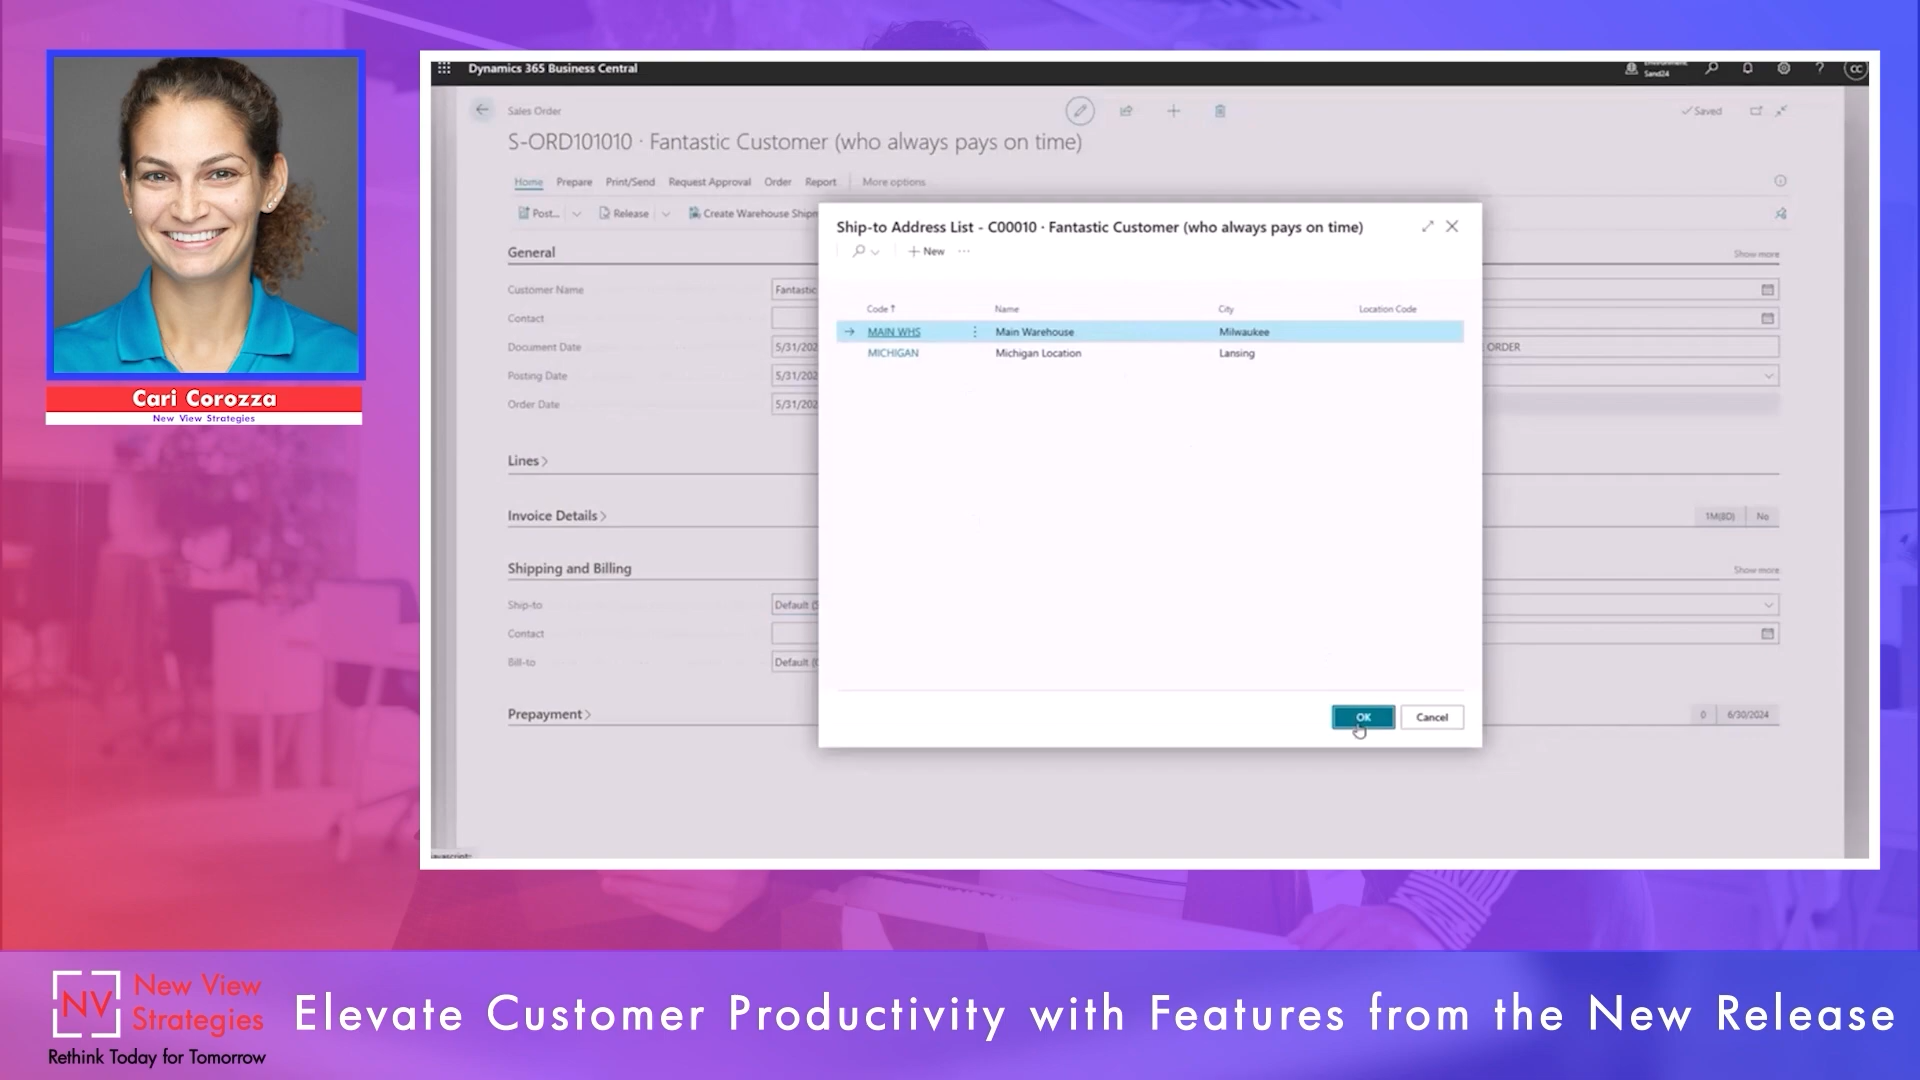 Cari Corozza
New View Strategies
Dynamics 365 Business Central
Environment:
Sand24
CC
Sales Order
Saved
S-ORD101010 · Fantastic Customer (who always pays on time)
Home Prepare Print/Send Request Approval Order Report More options
Post... Release Create Warehouse Shipm
General
Show more
Customer Name
Fantastic
Contact
Document Date
5/31/202
ORDER
Posting Date
5/31/202
Order Date
5/31/202
Lines
Invoice Details
1M(8D) No
Shipping and Billing
Show more
Ship-to
Default (S
Contact
Bill-to
Default (C
Prepayment
0 6/30/2024
Ship-to Address List - C00010 · Fantastic Customer (who always pays on time)
+ New ···
Code ↑ Name City Location Code
→ MAIN WHS Main Warehouse Milwaukee
MICHIGAN Michigan Location Lansing
OK Cancel
NV
New View
Strategies
Rethink Today for Tomorrow
Elevate Customer Productivity with Features from the New Release